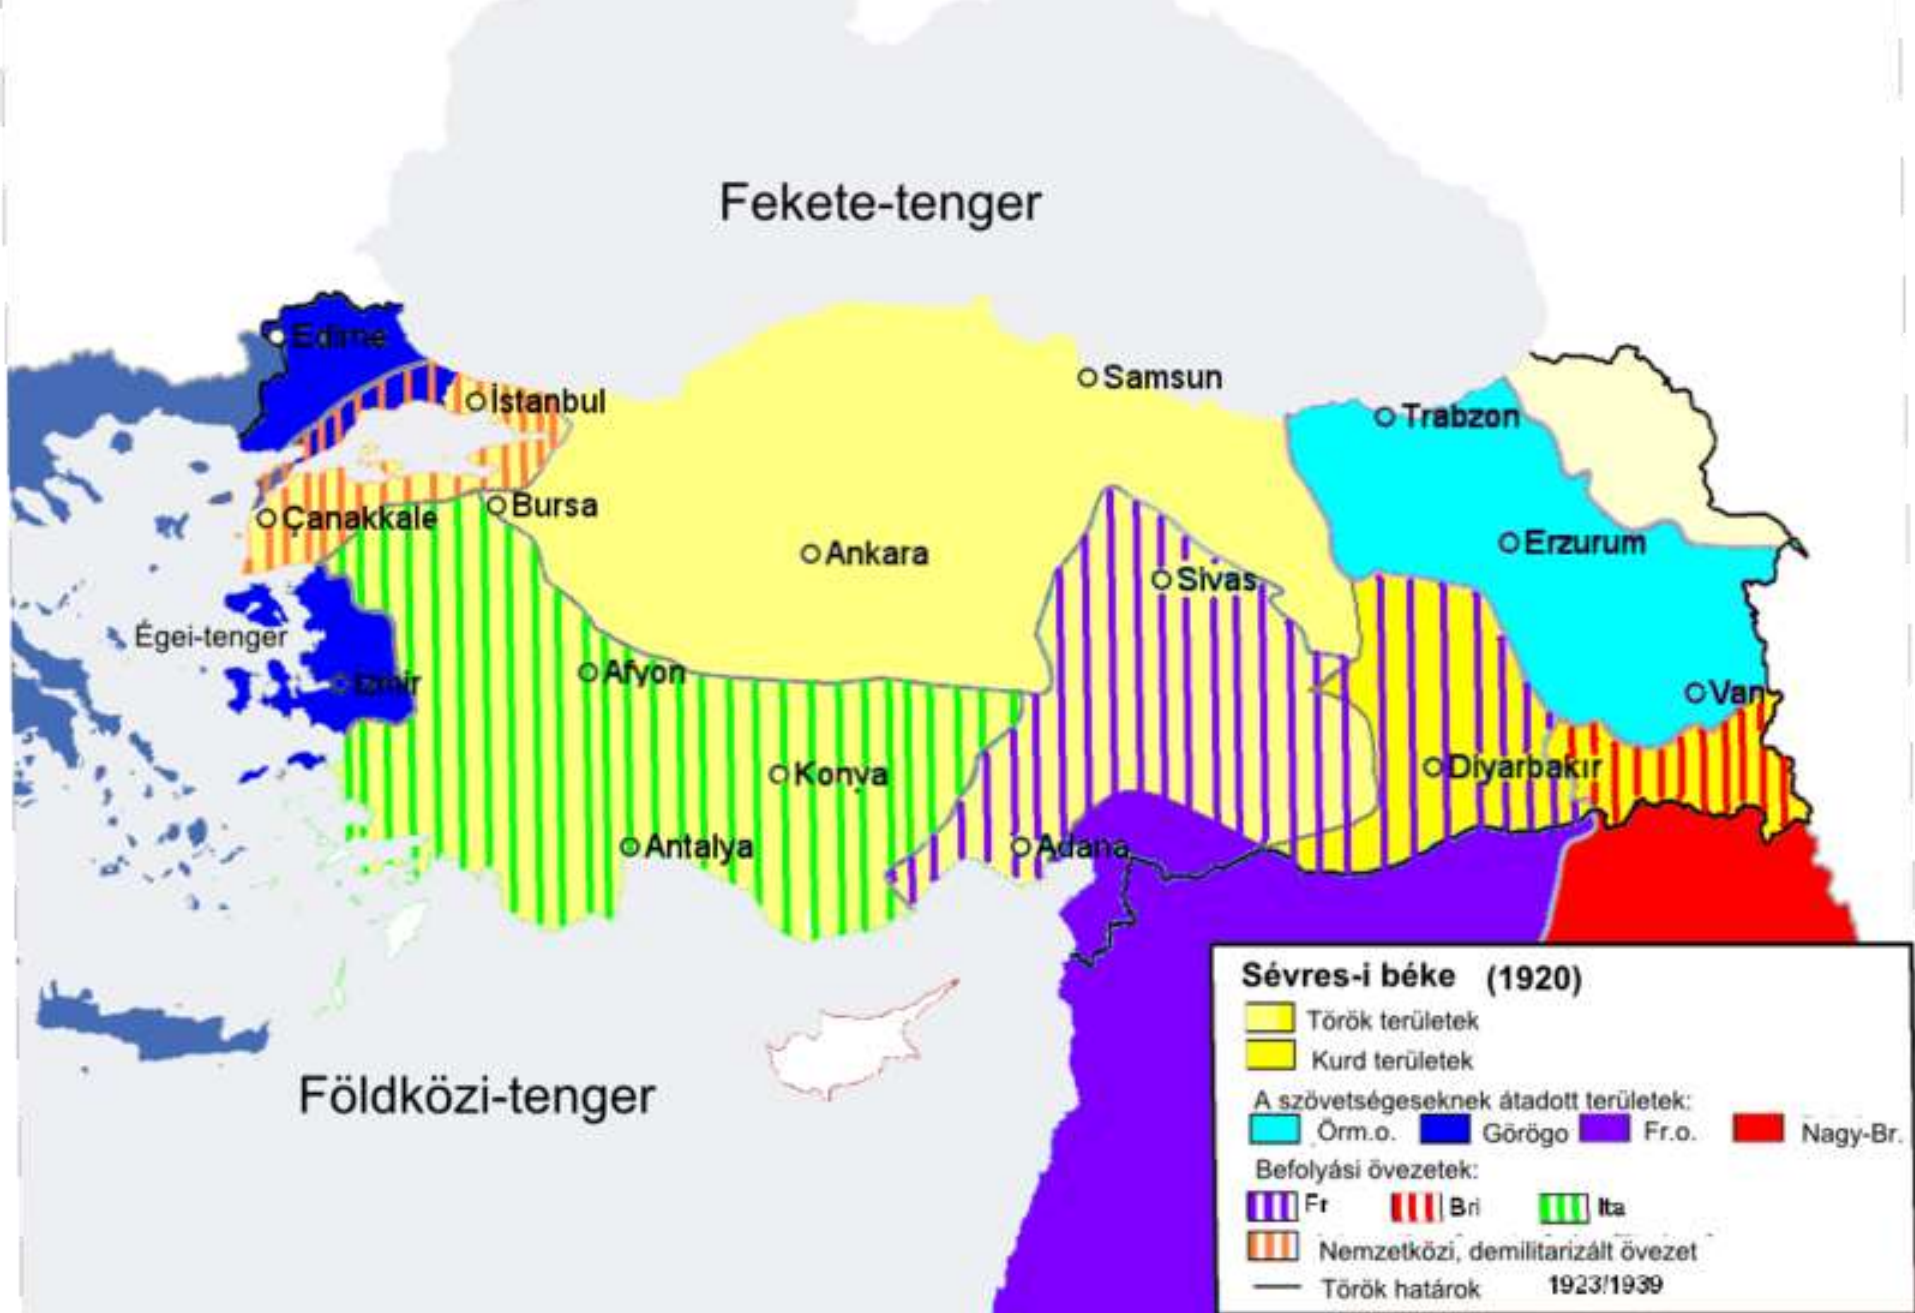 Fekete-tenger
Edirne
İstanbul
Samsun
Trabzon
Çanakkale
Bursa
Ankara
Erzurum
Sivas
Égei-tenger
İzmir
Afyon
Van
Konya
Diyarbakır
Antalya
Adana
Földközi-tenger
Sévres-i béke (1920)
Török területek
Kurd területek
A szövetségeseknek átadott területek:
Örm.o. Görögo Fr.o. Nagy-Br.
Befolyási övezetek:
Fr Bri Ita
Nemzetközi, demilitarizált övezet
Török határok 1923/1939